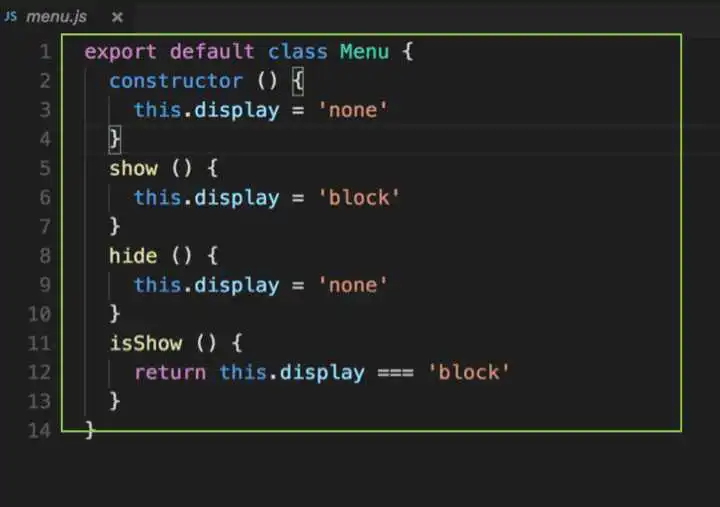 JS menu.js ×
1 export default class Menu {
2 constructor () {
3 this.display = 'none'
4 }
5 show () {
6 this.display = 'block'
7 }
8 hide () {
9 this.display = 'none'
10 }
11 isShow () {
12 return this.display === 'block'
13 }
14 }